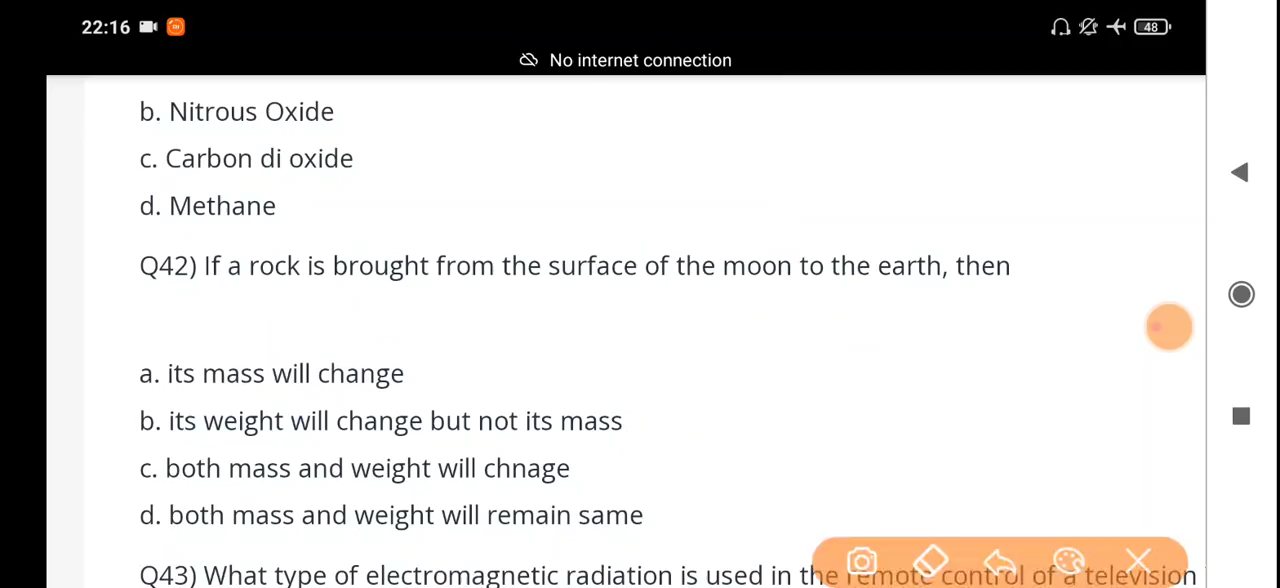 22:16
48
No internet connection
b. Nitrous Oxide
c. Carbon di oxide
d. Methane
Q42) If a rock is brought from the surface of the moon to the earth, then
a. its mass will change
b. its weight will change but not its mass
c. both mass and weight will chnage
d. both mass and weight will remain same
Q43) What type of electromagnetic radiation is used in the remote control of a television